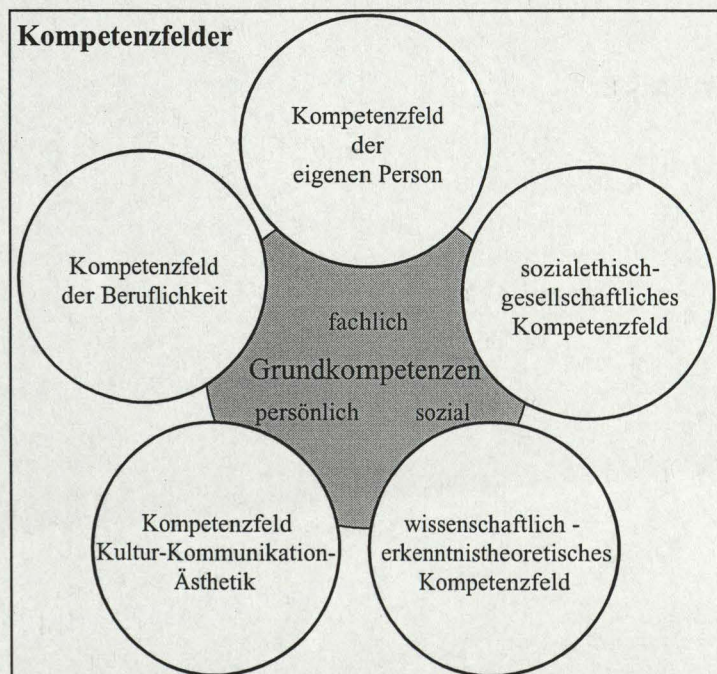 Kompetenzfelder
Kompetenzfeld
der
eigenen Person
Kompetenzfeld
der Beruflichkeit
sozialethisch-
gesellschaftliches
Kompetenzfeld
fachlich
Grundkompetenzen
persönlich sozial
Kompetenzfeld
Kultur-Kommunikation-
Ästhetik
wissenschaftlich -
erkenntnistheoretisches
Kompetenzfeld